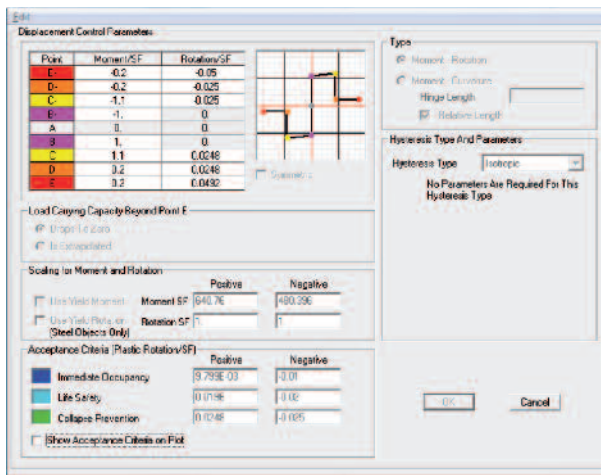 Edit
Displacement Control Parameters
Point Moment/SF Rotation/SF
E- -0.2 -0.05
D- -0.2 -0.025
C- -1.1 -0.025
B- -1. 0.
A 0. 0.
B 1. 0.
C 1.1 0.0248
D 0.2 0.0248
E 0.2 0.0492
Symmetric
Load Carrying Capacity Beyond Point E
Drops To Zero
Is Extrapolated
Scaling for Moment and Rotation
Positive Negative
Use Yield Moment Moment SF 640.76 480.396
Use Yield Rotation Rotation SF 1. 1.
(Steel Objects Only)
Acceptance Criteria (Plastic Rotation/SF)
Positive Negative
Immediate Occupancy 9.799E-03 -0.01
Life Safety 0.0196 -0.02
Collapse Prevention 0.0248 -0.025
Show Acceptance Criteria on Plot
Type
Moment - Rotation
Moment - Curvature
Hinge Length
Relative Length
Hysteresis Type And Parameters
Hysteresis Type Isotropic
No Parameters Are Required For This
Hysteresis Type
OK Cancel